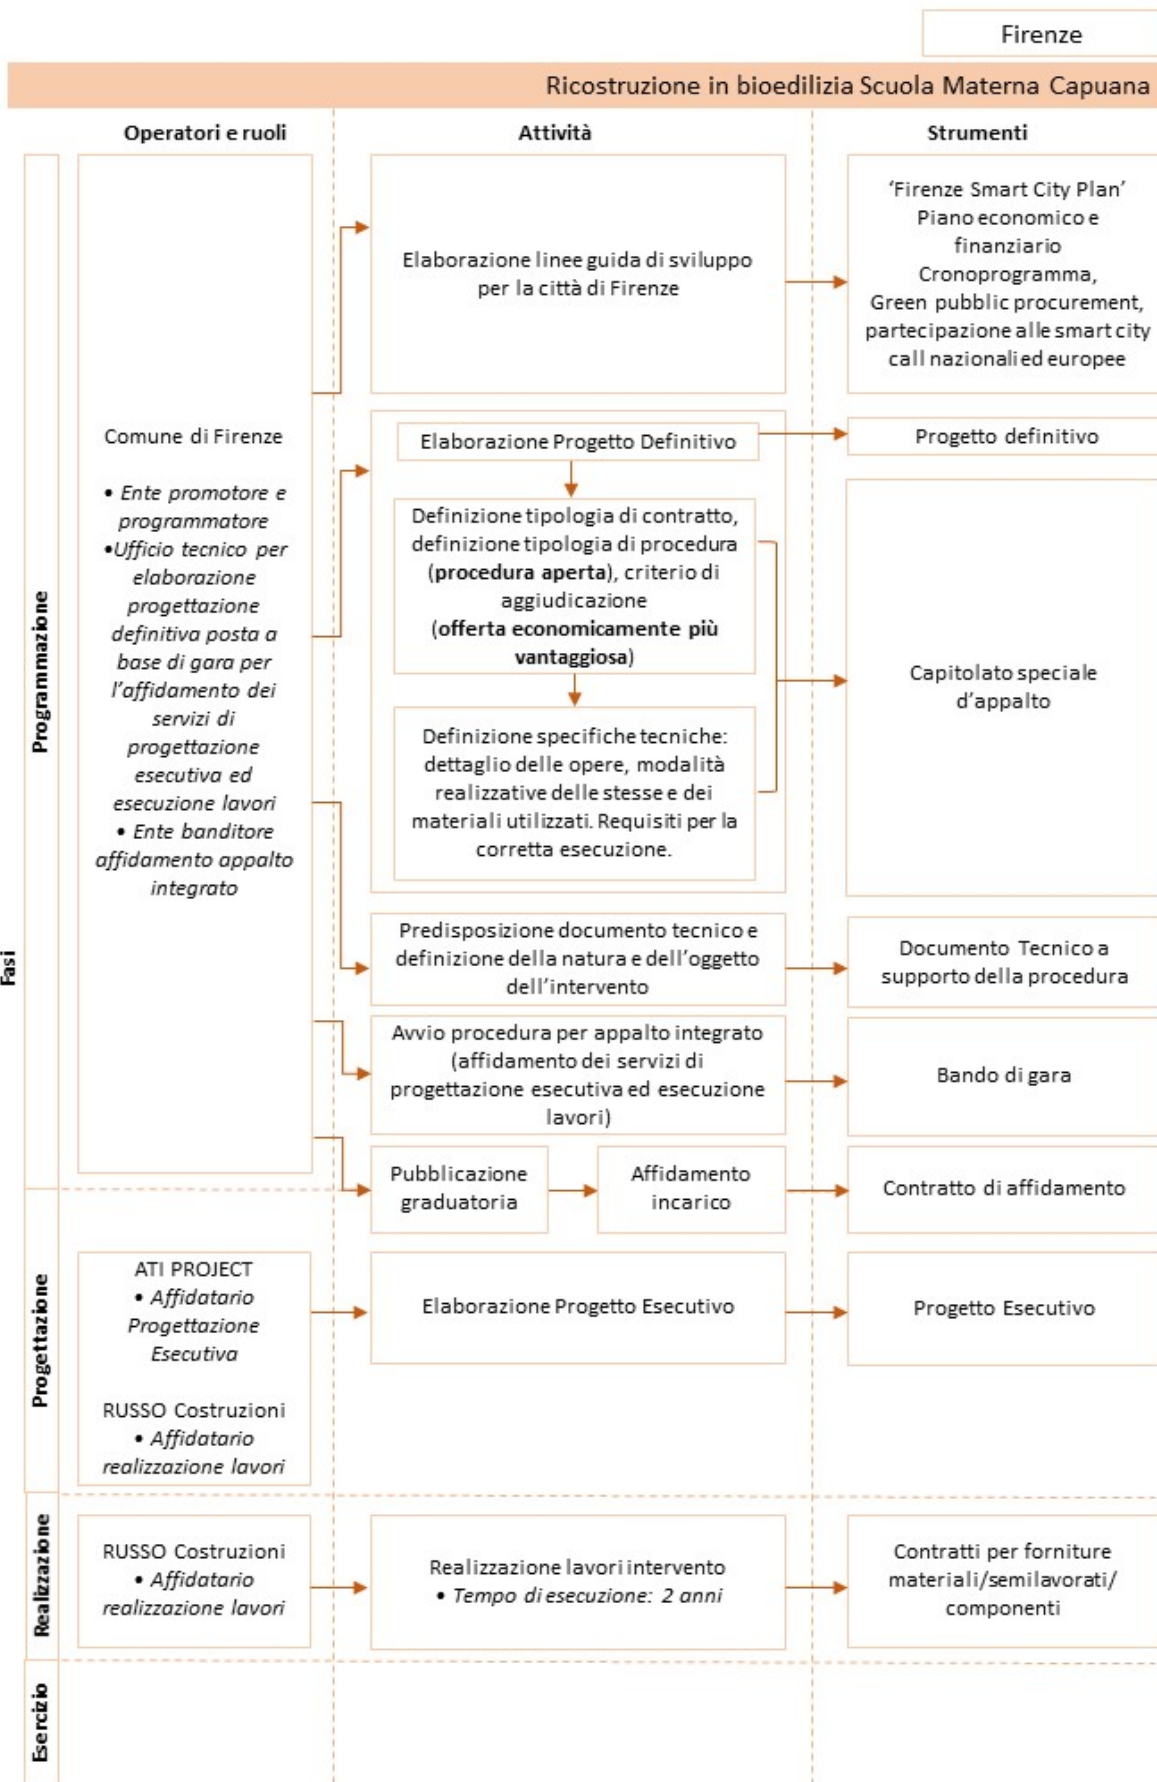 Firenze
Ricostruzione in bioedilizia Scuola Materna Capuana
Operatori e ruoli
Attività
Strumenti
Fasi
Programmazione
Comune di Firenze
• Ente promotore e
programmatore
•Ufficio tecnico per
elaborazione
progettazione
definitiva posta a
base di gara per
l'affidamento dei
servizi di
progettazione
esecutiva ed
esecuzione lavori
• Ente banditore
affidamento appalto
integrato
Elaborazione linee guida di sviluppo
per la città di Firenze
'Firenze Smart City Plan'
Piano economico e
finanziario
Cronoprogramma,
Green public procurement,
partecipazione alle smart city
call nazionali ed europee
Elaborazione Progetto Definitivo
Progetto definitivo
Definizione tipologia di contratto,
definizione tipologia di procedura
(procedura aperta), criterio di
aggiudicazione
(offerta economicamente più
vantaggiosa)
Definizione specifiche tecniche:
dettaglio delle opere, modalità
realizzative delle stesse e dei
materiali utilizzati. Requisiti per la
corretta esecuzione.
Capitolato speciale
d'appalto
Predisposizione documento tecnico e
definizione della natura e dell'oggetto
dell'intervento
Documento Tecnico a
supporto della procedura
Avvio procedura per appalto integrato
(affidamento dei servizi di
progettazione esecutiva ed esecuzione
lavori)
Bando di gara
Pubblicazione
graduatoria
Affidamento
incarico
Contratto di affidamento
Progettazione
ATI PROJECT
• Affidatario
Progettazione
Esecutiva
RUSSO Costruzioni
• Affidatario
realizzazione lavori
Elaborazione Progetto Esecutivo
Progetto Esecutivo
Realizzazione
RUSSO Costruzioni
• Affidatario
realizzazione lavori
Realizzazione lavori intervento
• Tempo di esecuzione: 2 anni
Contratti per forniture
materiali/semilavorati/
componenti
Esercizio